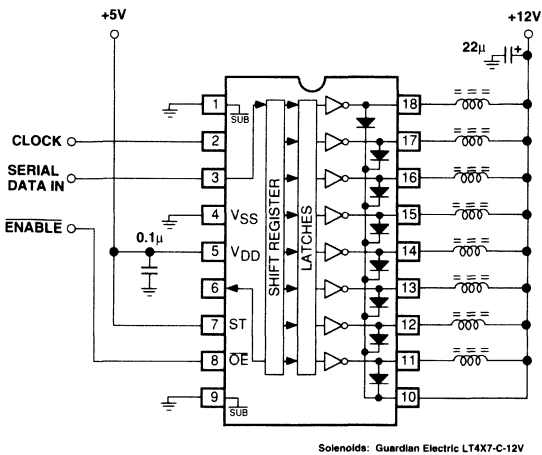 +5V
+12V
22µ
+
1
SUB
18
CLOCK
2
17
SERIAL
DATA IN
3
16
ENABLE
4
VSS
15
0.1µ
5
VDD
14
SHIFT REGISTER
LATCHES
6
13
7
ST
12
8
OE
11
9
SUB
10
Solenoids: Guardian Electric LT4X7-C-12V